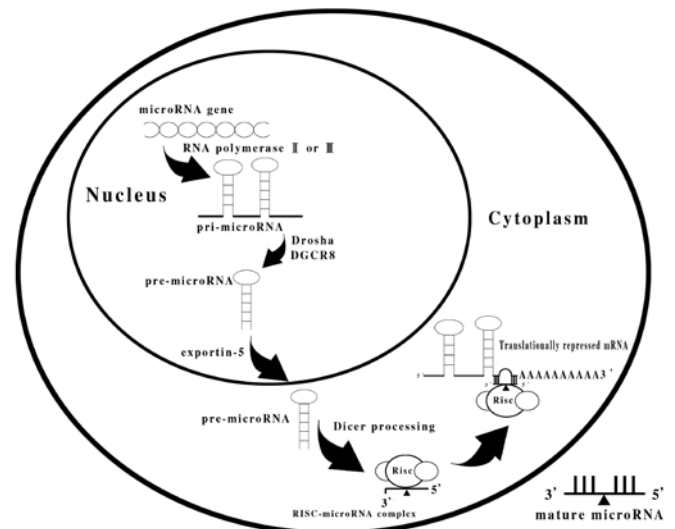 microRNA gene
RNA polymerase Ⅱ or Ⅲ
Nucleus
pri-microRNA
Cytoplasm
Drosha
DGCR8
pre-microRNA
exportin-5
Translationally repressed mRNA
AAAAAAAAAA3'
Risc
pre-microRNA
Dicer processing
Risc
3' 5'
RISC-microRNA complex
3' 5'
mature microRNA